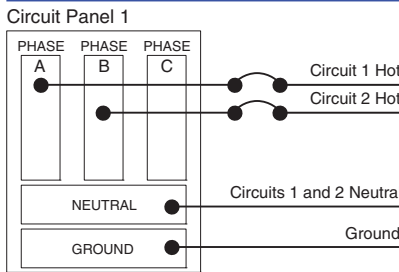 Circuit Panel 1
PHASE PHASE PHASE
A B C
Circuit 1 Hot
Circuit 2 Hot
NEUTRAL
Circuits 1 and 2 Neutra
GROUND
Ground